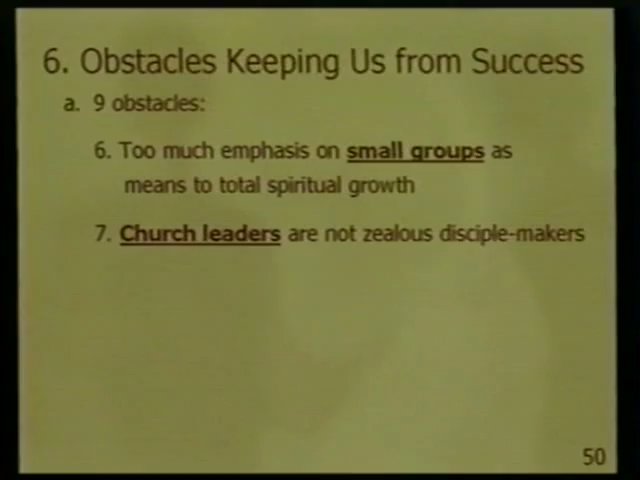 6. Obstacles Keeping Us from Success
a. 9 obstacles:
6. Too much emphasis on small groups as
means to total spiritual growth
7. Church leaders are not zealous disciple-makers
50